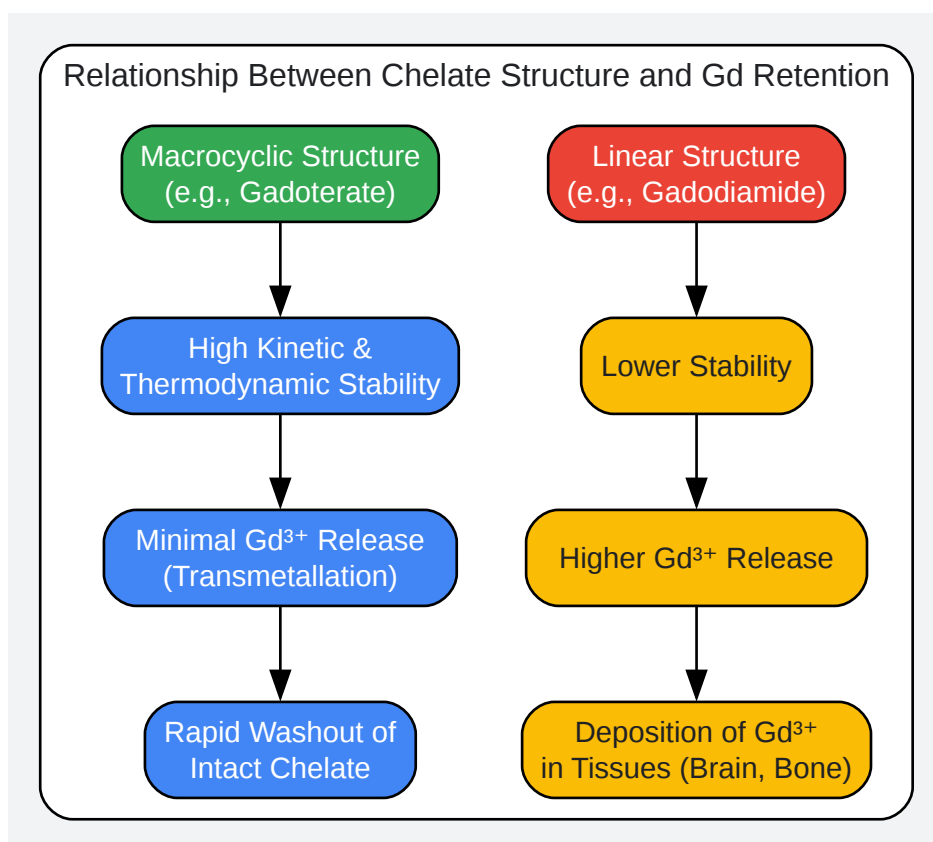 Relationship Between Chelate Structure and Gd Retention
Macrocyclic Structure
(e.g., Gadoterate)
High Kinetic &
Thermodynamic Stability
Minimal Gd³⁺ Release
(Transmetallation)
Rapid Washout of
Intact Chelate
Linear Structure
(e.g., Gadodiamide)
Lower Stability
Higher Gd³⁺ Release
Deposition of Gd³⁺
in Tissues (Brain, Bone)